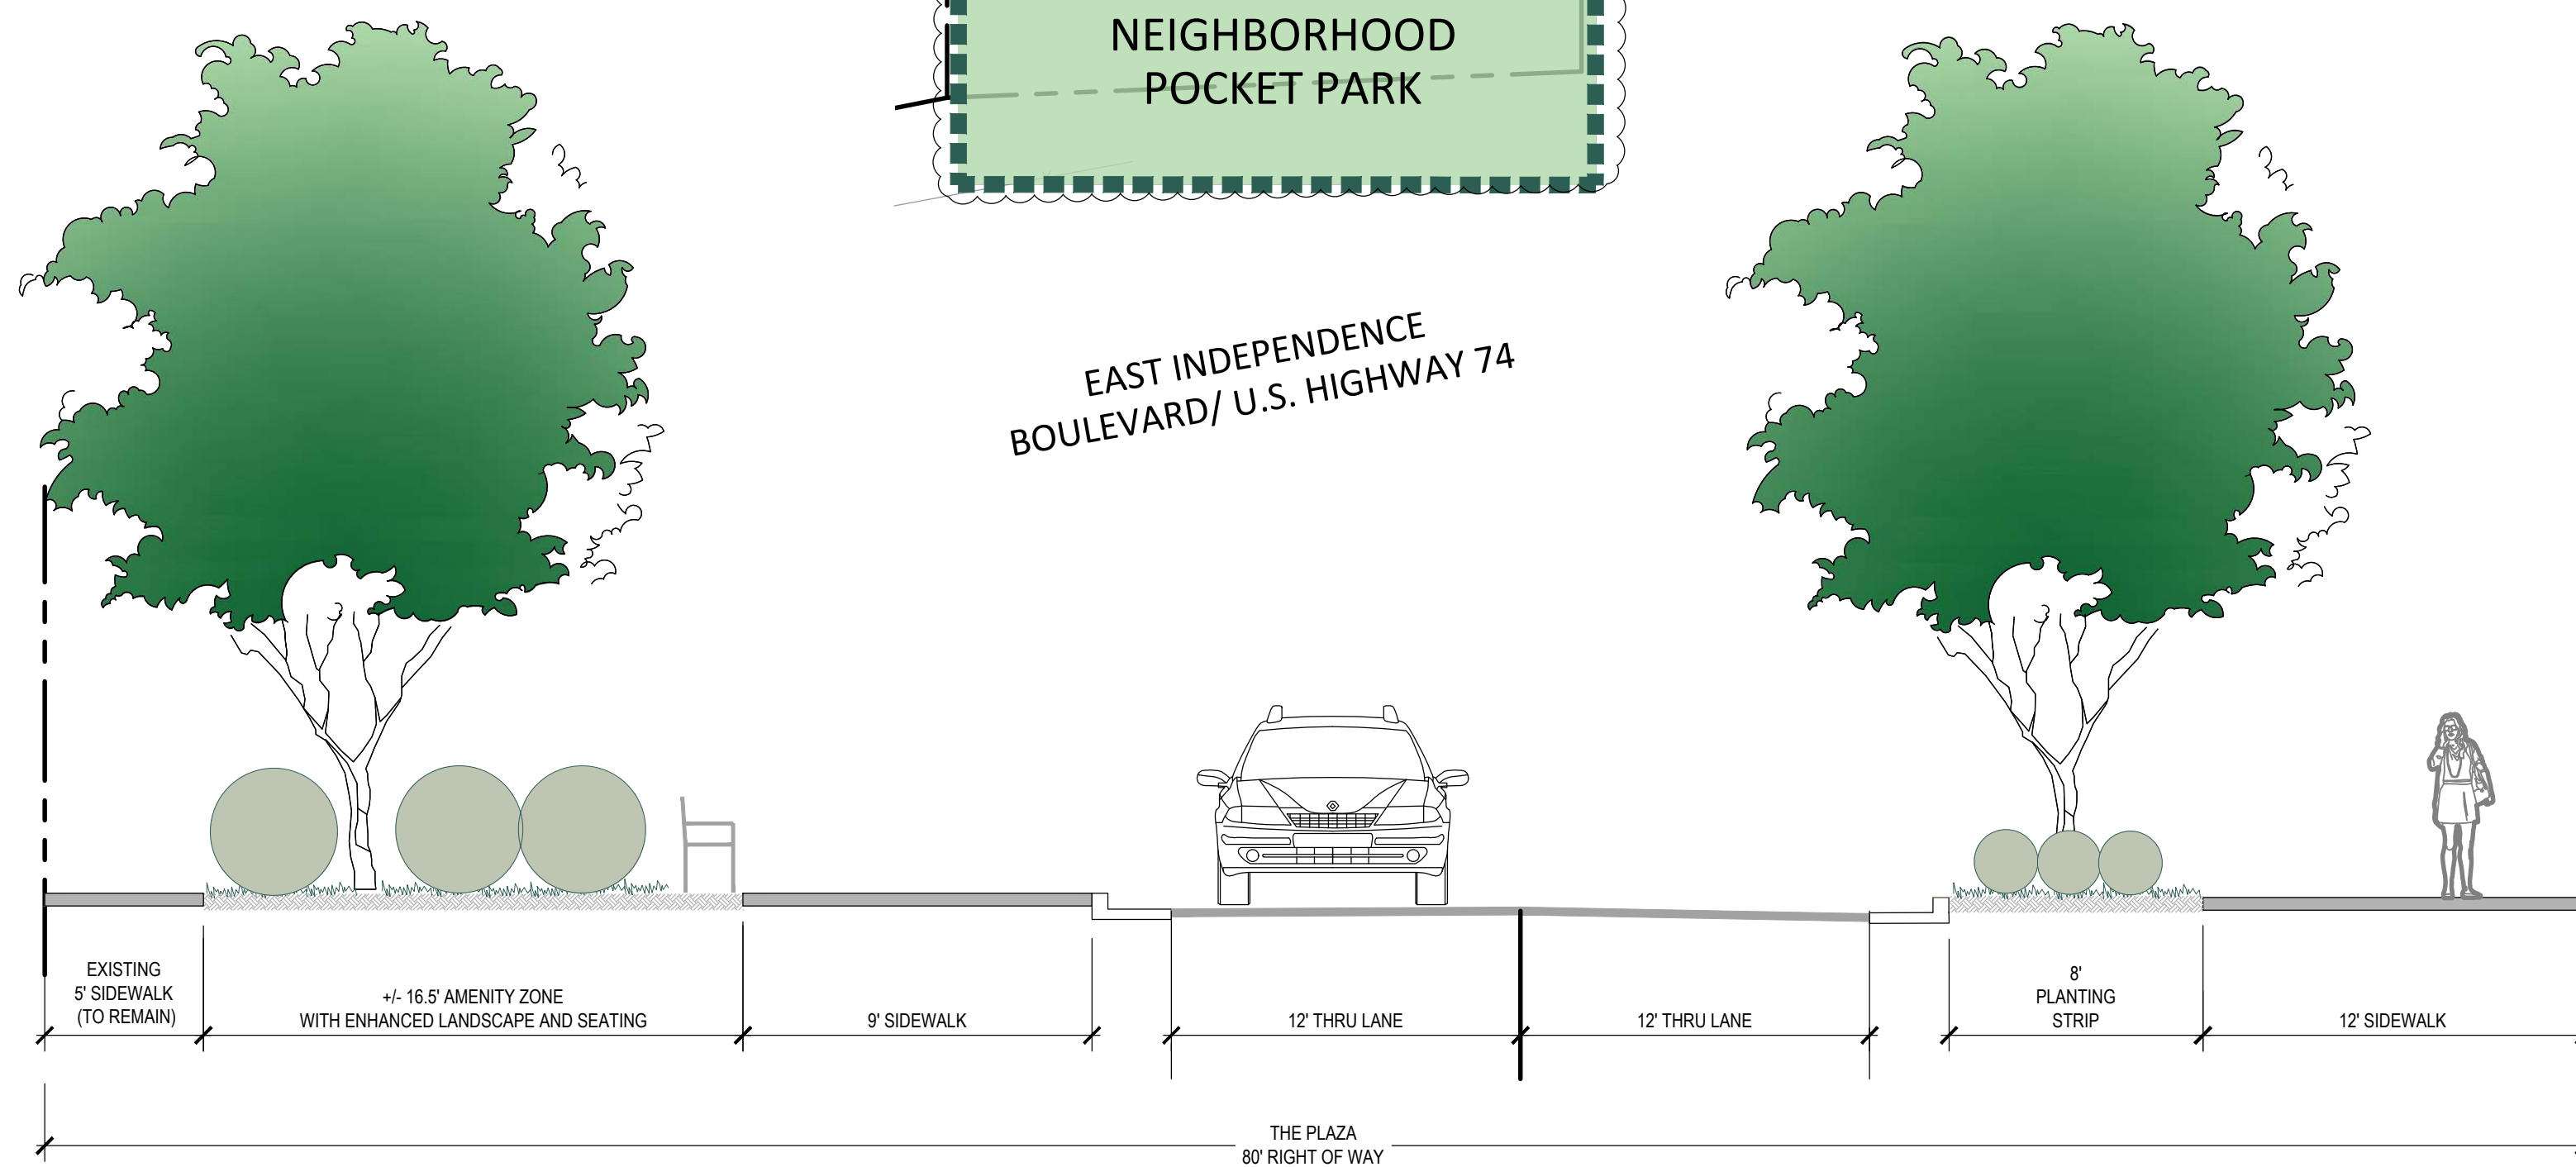 NEIGHBORHOOD
POCKET PARK
EAST INDEPENDENCE
BOULEVARD/ U.S. HIGHWAY 74
EXISTING
5' SIDEWALK
(TO REMAIN)
+/- 16.5' AMENITY ZONE
WITH ENHANCED LANDSCAPE AND SEATING
9' SIDEWALK
12' THRU LANE
12' THRU LANE
8'
PLANTING
STRIP
12' SIDEWALK
THE PLAZA
80' RIGHT OF WAY